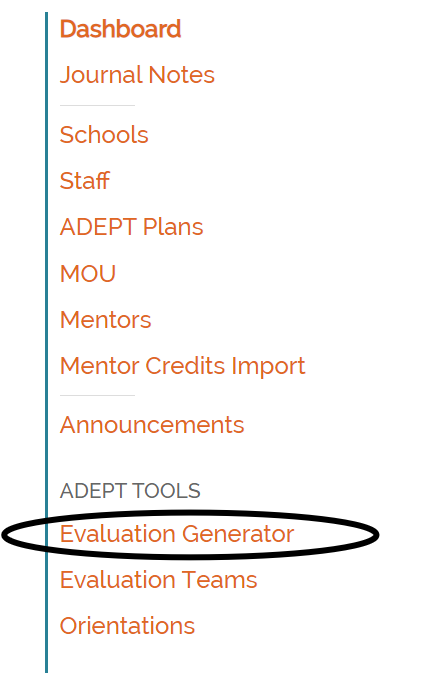 Dashboard
Journal Notes
Schools
Staff
ADEPT Plans
MOU
Mentors
Mentor Credits Import
Announcements
ADEPT TOOLS
Evaluation Generator
Evaluation Teams
Orientations